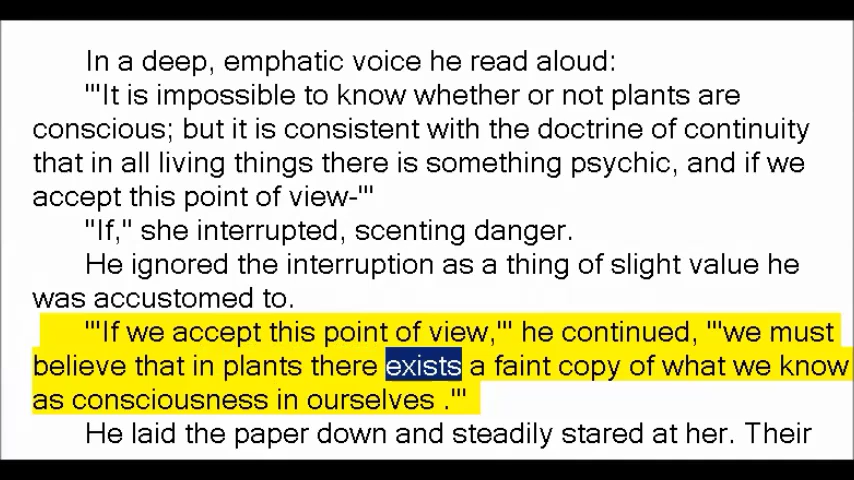 In a deep, emphatic voice he read aloud:
"'It is impossible to know whether or not plants are
conscious; but it is consistent with the doctrine of continuity
that in all living things there is something psychic, and if we
accept this point of view-'"
"If," she interrupted, scenting danger.
He ignored the interruption as a thing of slight value he
was accustomed to.
"'If we accept this point of view,'" he continued, "'we must
believe that in plants there exists a faint copy of what we know
as consciousness in ourselves .'"
He laid the paper down and steadily stared at her. Their